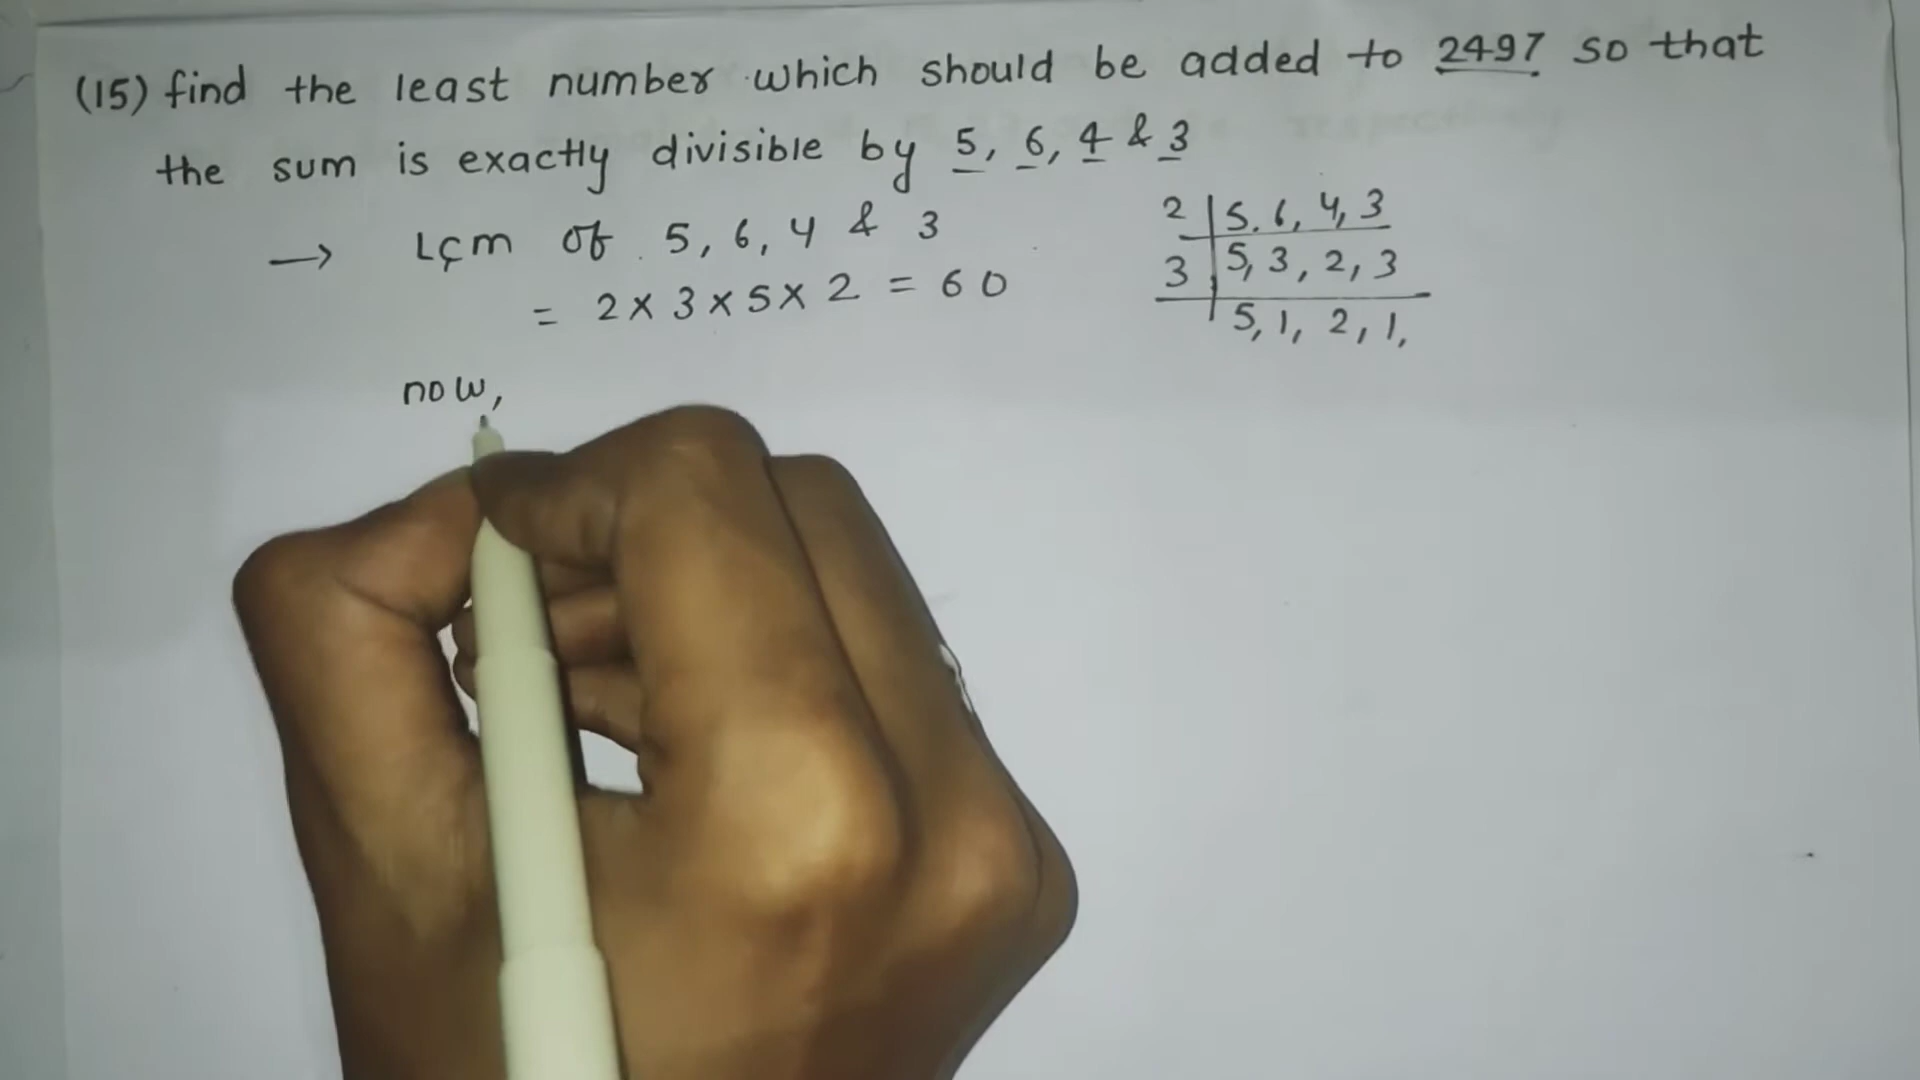 (15) find the least number which should be added to 2497 so that
the sum is exactly divisible by 5, 6, 4 & 3
→ LCM of 5, 6, 4 & 3
= 2 × 3 × 5 × 2 = 60
2 | 5, 6, 4, 3
3 | 5, 3, 2, 3
5, 1, 2, 1,
now,